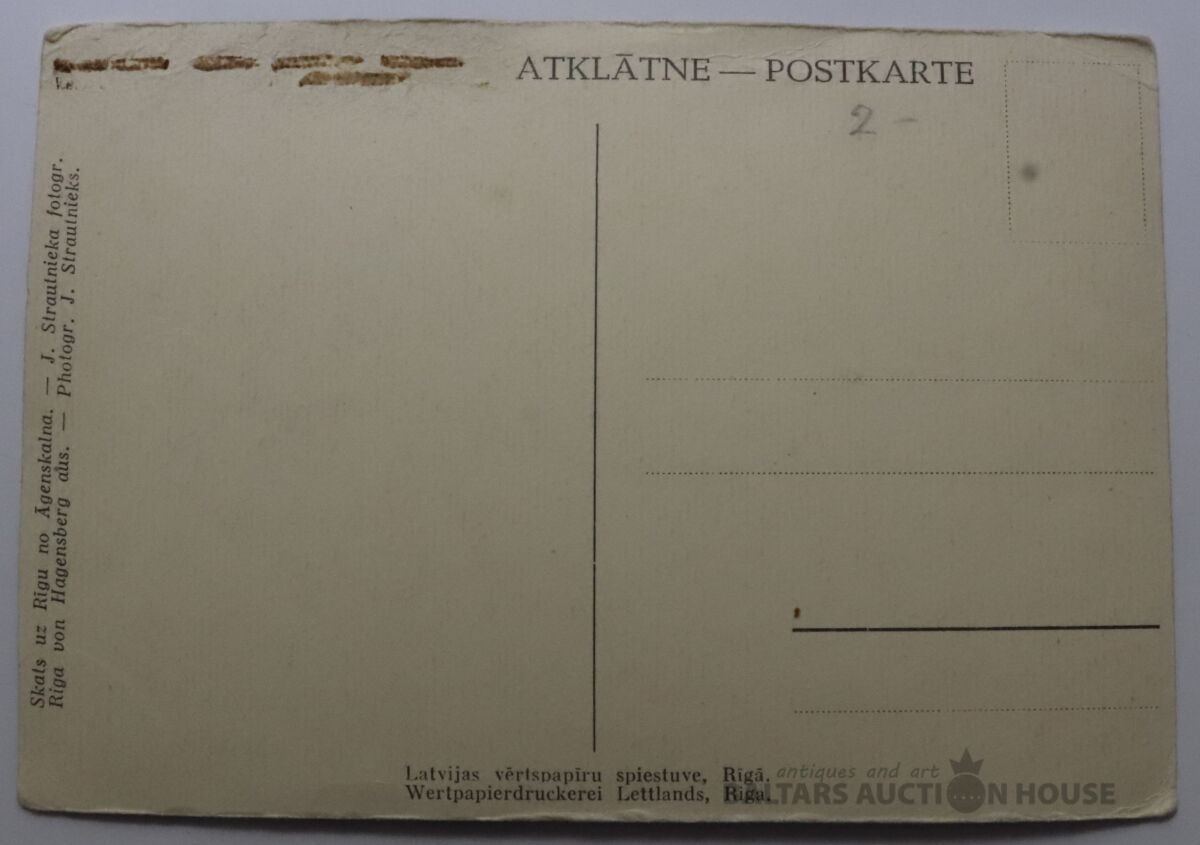 ATKLĀTNE — POSTKARTE
2 -
Skats uz Rīgu no Āgenskalna. — J. Strautnieka fotogr.
Riga von Hagensberg aus. — Photogr. J. Strautnieks.
Latvijas vērtspapīru spiestuve, Rīgā.
Wertpapierdruckerei Lettlands, Riga.
antiques and art
BALTARS AUCTION HOUSE